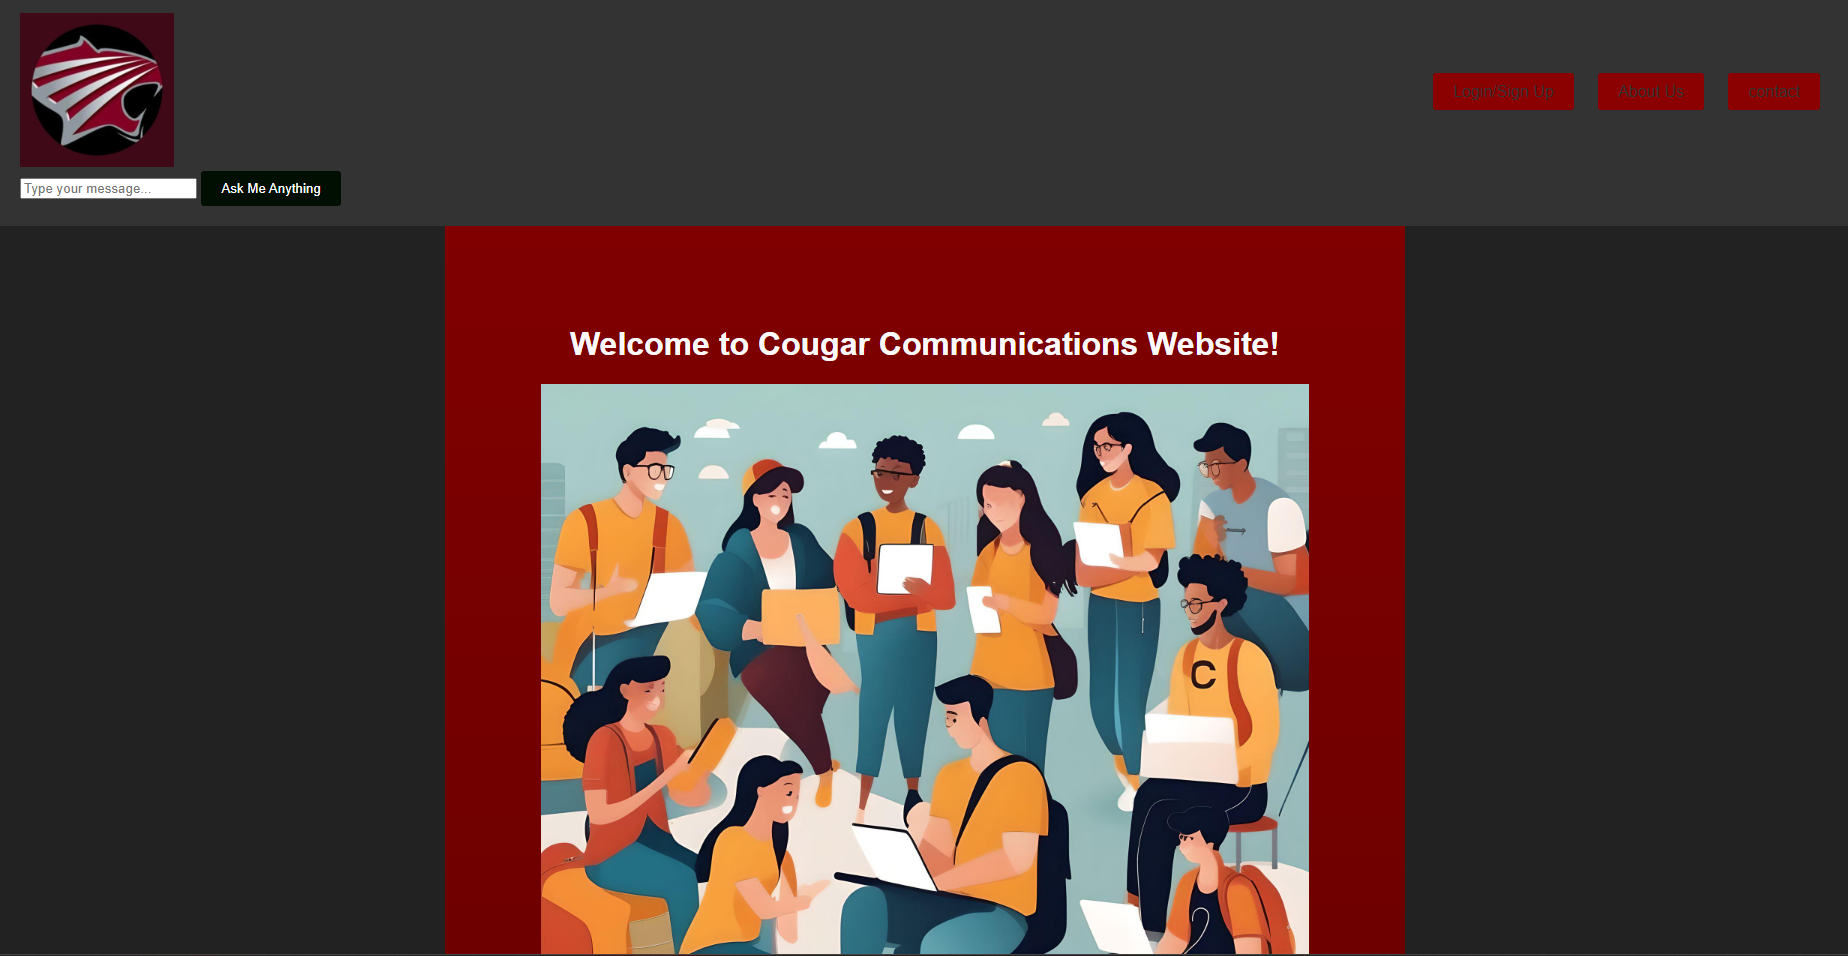 Login/Sign Up
About Us
contact
Type your message...
Ask Me Anything
Welcome to Cougar Communications Website!
C